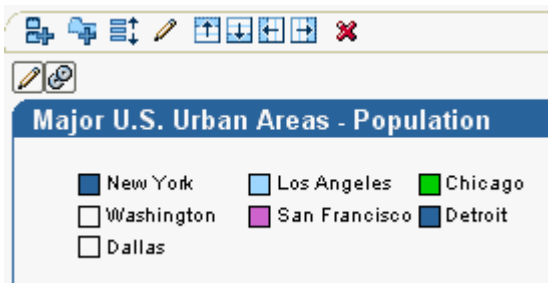 Major U.S. Urban Areas - Population
New York Los Angeles Chicago
Washington San Francisco Detroit
Dallas